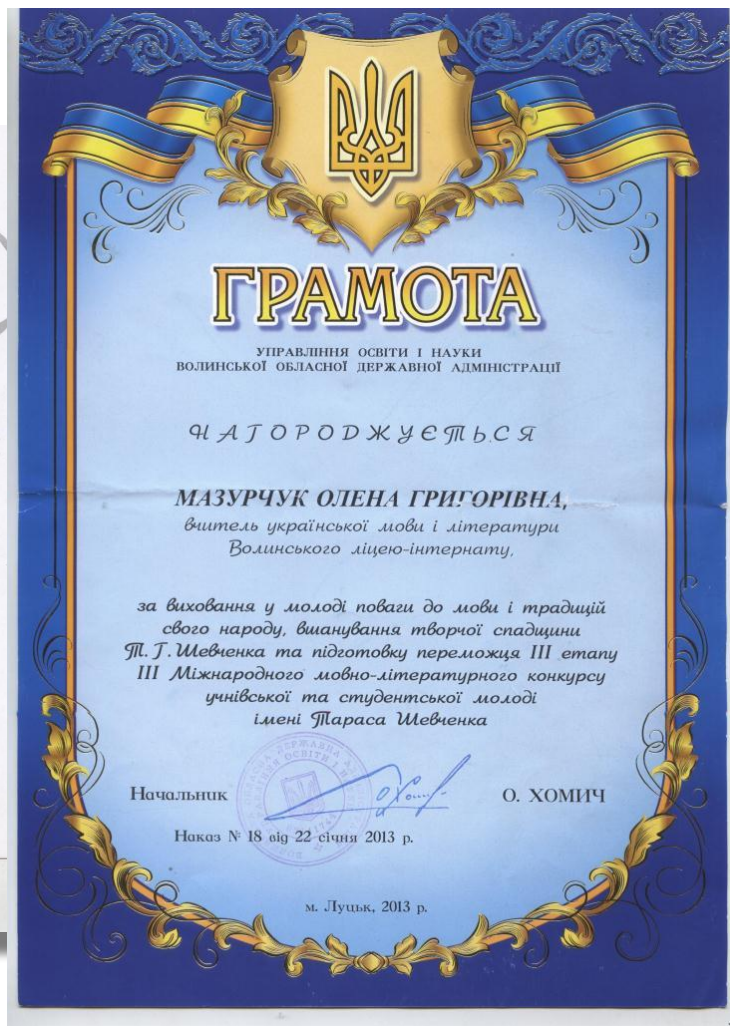 ГРАМОТА
УПРАВЛІННЯ ОСВІТИ І НАУКИ
ВОЛИНСЬКОЇ ОБЛАСНОЇ ДЕРЖАВНОЇ АДМІНІСТРАЦІЇ
НАГОРОДЖУЄТЬСЯ
МАЗУРЧУК ОЛЕНА ГРИГОРІВНА,
вчитель української мови і літератури
Волинського ліцею-інтернату,
за виховання у молоді поваги до мови і традицій
свого народу, вшанування творчої спадщини
Т. Г. Шевченка та підготовку переможця III етапу
III Міжнародного мовно-літературного конкурсу
учнівської та студентської молоді
імені Тараса Шевченка
Начальник О. ХОМИЧ
Наказ № 18 від 22 січня 2013 р.
м. Луцьк, 2013 р.